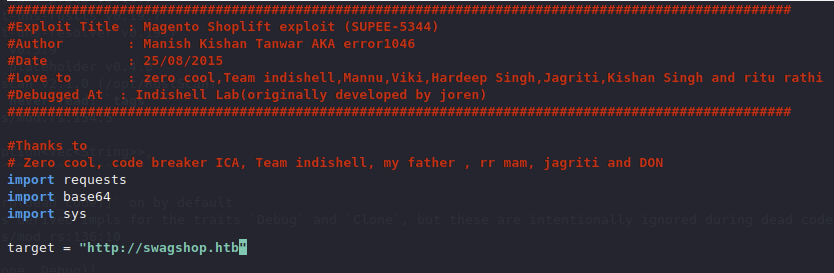 ###############################################################################################
#Exploit Title : Magento Shoplift exploit (SUPEE-5344)
#Author        : Manish Kishan Tanwar AKA error1046
#Date          : 25/08/2015
#Love to       : zero cool,Team indishell,Mannu,Viki,Hardeep Singh,Jagriti,Kishan Singh and ritu rathi
#Debugged At  : Indishell Lab(originally developed by joren)
###############################################################################################
#Thanks to
# Zero cool, code breaker ICA, Team indishell, my father , rr mam, jagriti and DON
import requests
import base64
import sys
target = "http://swagshop.htb"